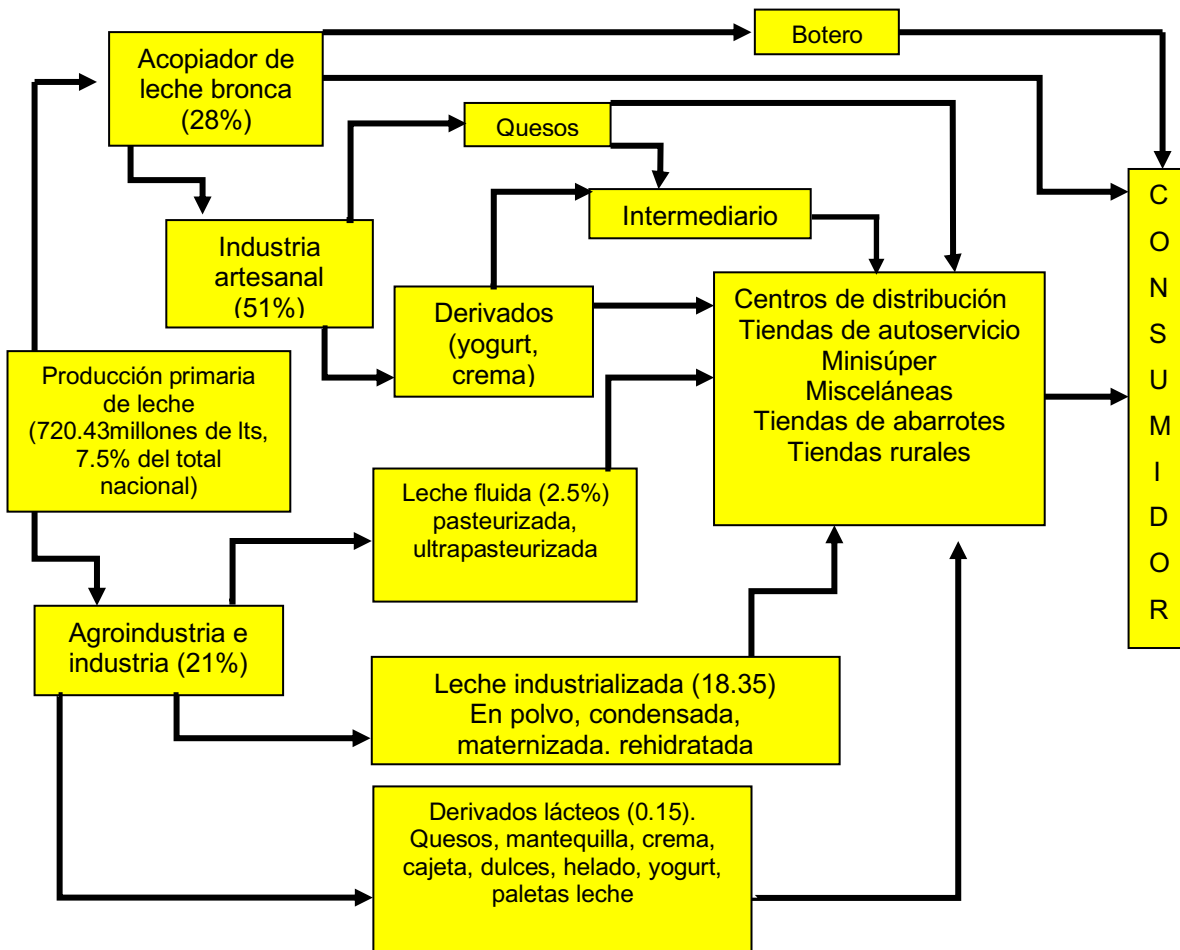 Botero
Acopiador de
leche bronca
(28%)
Quesos
Intermediario
Industria
artesanal
(51%)
Derivados
(yogurt,
crema)
Centros de distribución
Tiendas de autoservicio
Minisúper
Misceláneas
Tiendas de abarrotes
Tiendas rurales
C
O
N
S
U
M
I
D
O
R
Producción primaria
de leche
(720.43millones de lts,
7.5% del total
nacional)
Leche fluida (2.5%)
pasteurizada,
ultrapasteurizada
Agroindustria e
industria (21%)
Leche industrializada (18.35)
En polvo, condensada,
maternizada. rehidratada
Derivados lácteos (0.15).
Quesos, mantequilla, crema,
cajeta, dulces, helado, yogurt,
paletas leche